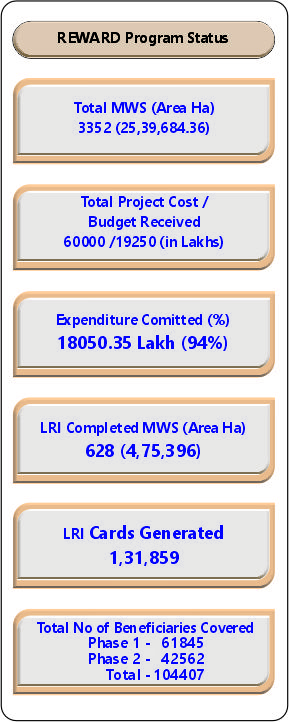 REWARD Program Status
Total MWS (Area Ha)
3352 (25,39,684.36)
Total Project Cost /
Budget Received
60000 /19250 (in Lakhs)
Expenditure Comitted (%)
18050.35 Lakh (94%)
LRI Completed MWS (Area Ha)
628 (4,75,396)
LRI Cards Generated
1,31,859
Total No of Beneficiaries Covered
Phase 1 - 61845
Phase 2 - 42562
Total - 104407